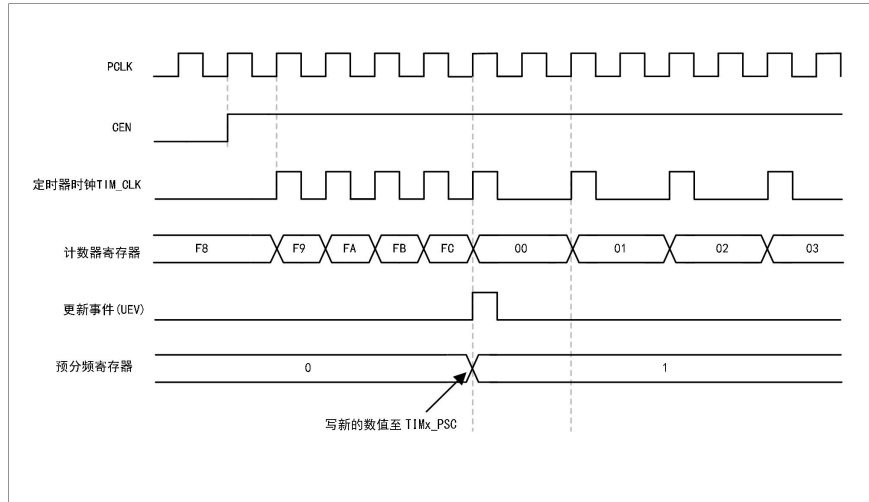 PCLK
CEN
定时器时钟TIM_CLK
计数器寄存器 F8 F9 FA FB FC 00 01 02 03
更新事件(UEV)
预分频寄存器 0 1
写新的数值至 TIMx_PSC